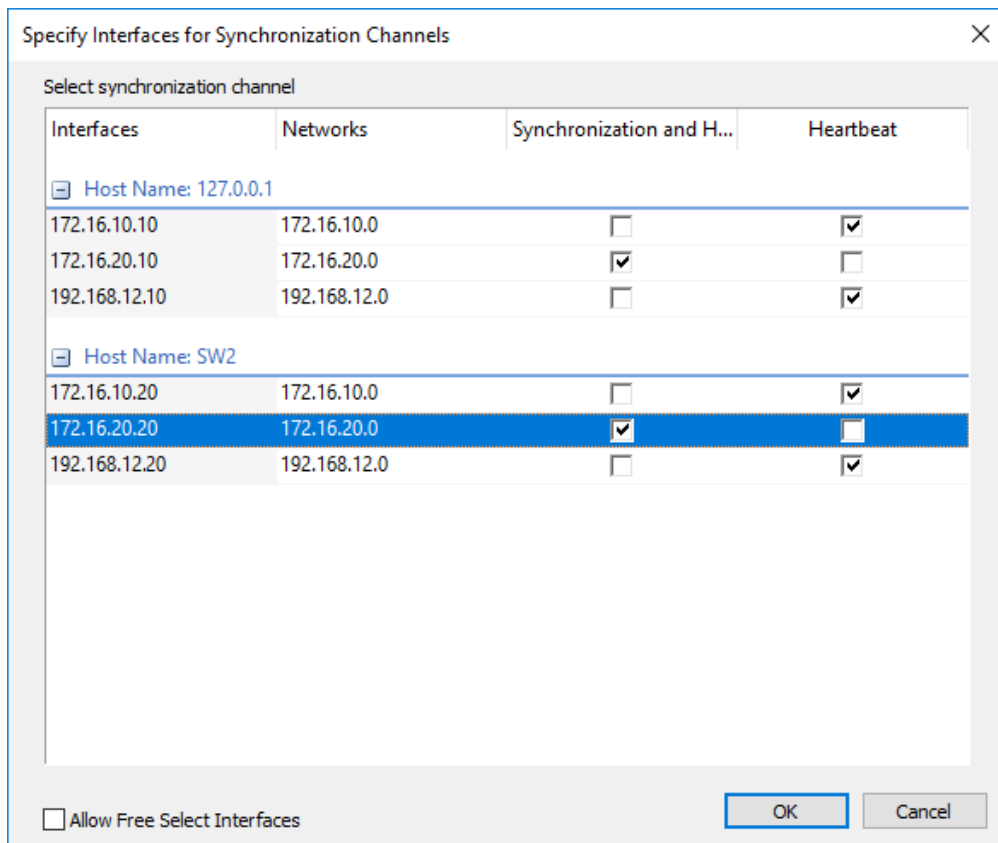 Specify Interfaces for Synchronization Channels
Select synchronization channel
Interfaces Networks Synchronization and H... Heartbeat
Host Name: 127.0.0.1
172.16.10.10 172.16.10.0
172.16.20.10 172.16.20.0
192.168.12.10 192.168.12.0
Host Name: SW2
172.16.10.20 172.16.10.0
172.16.20.20 172.16.20.0
192.168.12.20 192.168.12.0
Allow Free Select Interfaces OK Cancel